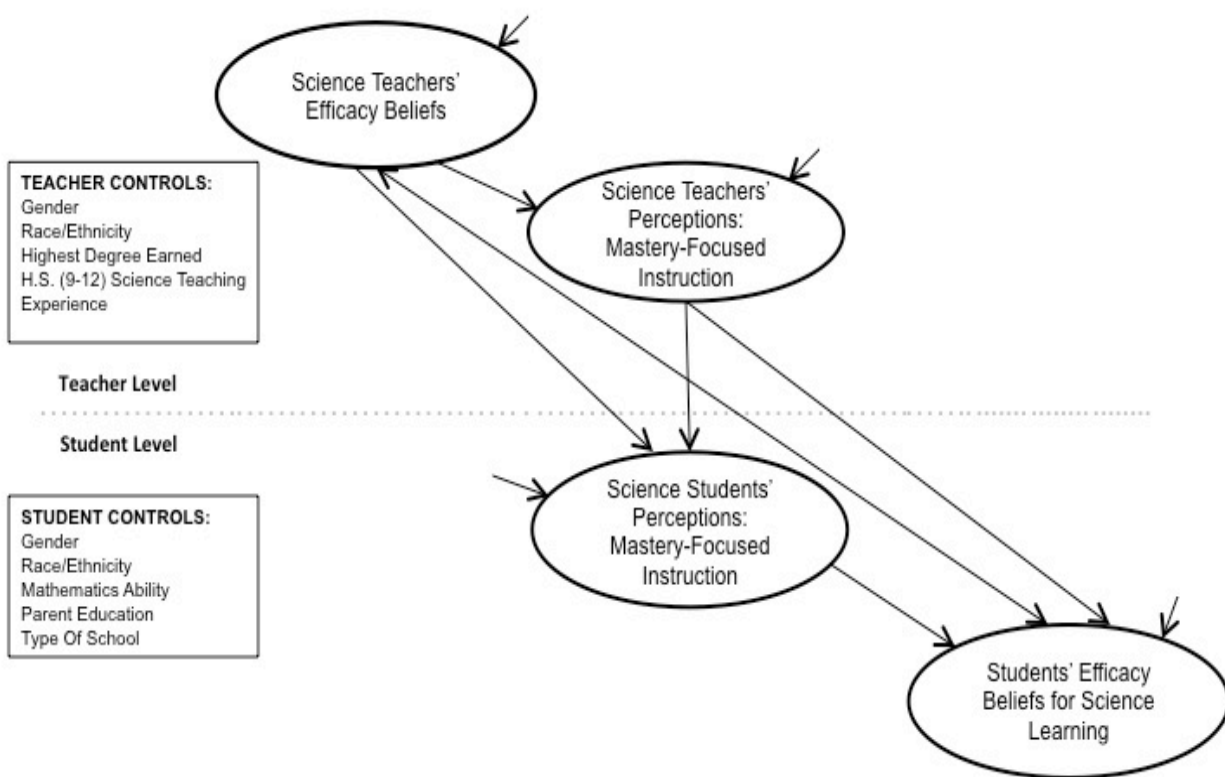 Science Teachers’
Efficacy Beliefs
TEACHER CONTROLS:
Gender
Race/Ethnicity
Highest Degree Earned
H.S. (9-12) Science Teaching
Experience
Science Teachers’
Perceptions:
Mastery-Focused
Instruction
Teacher Level
Student Level
Science Students’
Perceptions:
Mastery-Focused
Instruction
STUDENT CONTROLS:
Gender
Race/Ethnicity
Mathematics Ability
Parent Education
Type Of School
Students’ Efficacy
Beliefs for Science
Learning